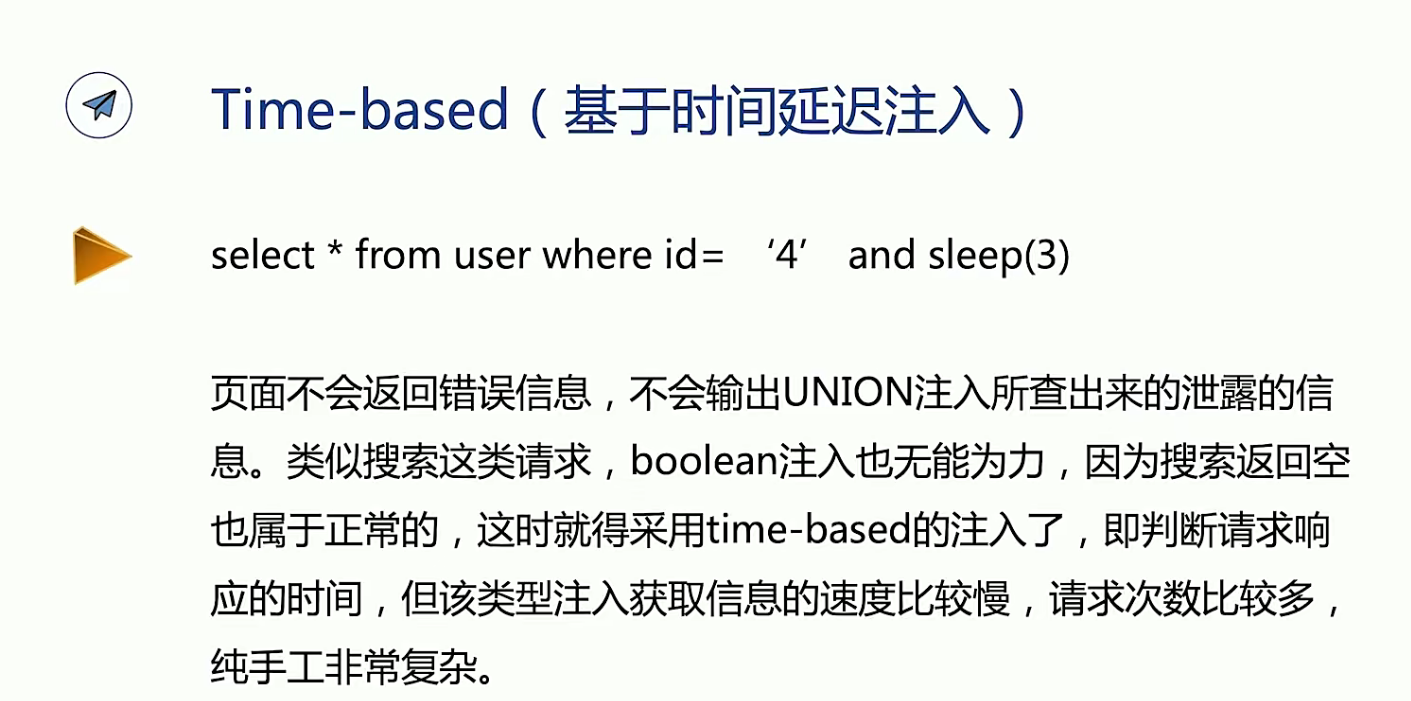 Time-based（基于时间延迟注入）
select * from user where id= ‘4’ and sleep(3)
页面不会返回错误信息，不会输出UNION注入所查出来的泄露的信
息。类似搜索这类请求，boolean注入也无能为力，因为搜索返回空
也属于正常的，这时就得采用time-based的注入了，即判断请求响
应的时间，但该类型注入获取信息的速度比较慢，请求次数比较多，
纯手工非常复杂。